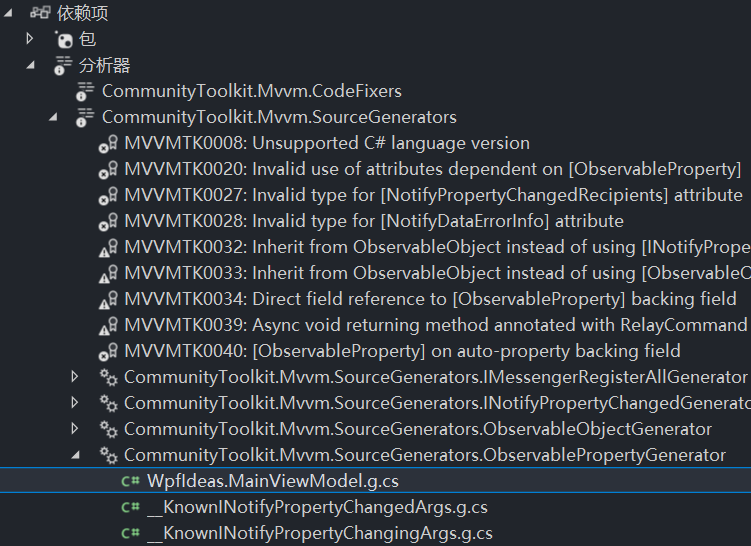 依赖项
包
分析器
CommunityToolkit.Mvvm.CodeFixers
CommunityToolkit.Mvvm.SourceGenerators
MVVMTK0008: Unsupported C# language version
MVVMTK0020: Invalid use of attributes dependent on [ObservableProperty]
MVVMTK0027: Invalid type for [NotifyPropertyChangedRecipients] attribute
MVVMTK0028: Invalid type for [NotifyDataErrorInfo] attribute
MVVMTK0032: Inherit from ObservableObject instead of using [INotifyPrope
MVVMTK0033: Inherit from ObservableObject instead of using [ObservableO
MVVMTK0034: Direct field reference to [ObservableProperty] backing field
MVVMTK0039: Async void returning method annotated with RelayCommand
MVVMTK0040: [ObservableProperty] on auto-property backing field
CommunityToolkit.Mvvm.SourceGenerators.IMessengerRegisterAllGenerator
CommunityToolkit.Mvvm.SourceGenerators.INotifyPropertyChangedGenerato
CommunityToolkit.Mvvm.SourceGenerators.ObservableObjectGenerator
CommunityToolkit.Mvvm.SourceGenerators.ObservablePropertyGenerator
C# WpfIdeas.MainViewModel.g.cs
C# __KnownINotifyPropertyChangedArgs.g.cs
C# __KnownINotifyPropertyChangingArgs.g.cs